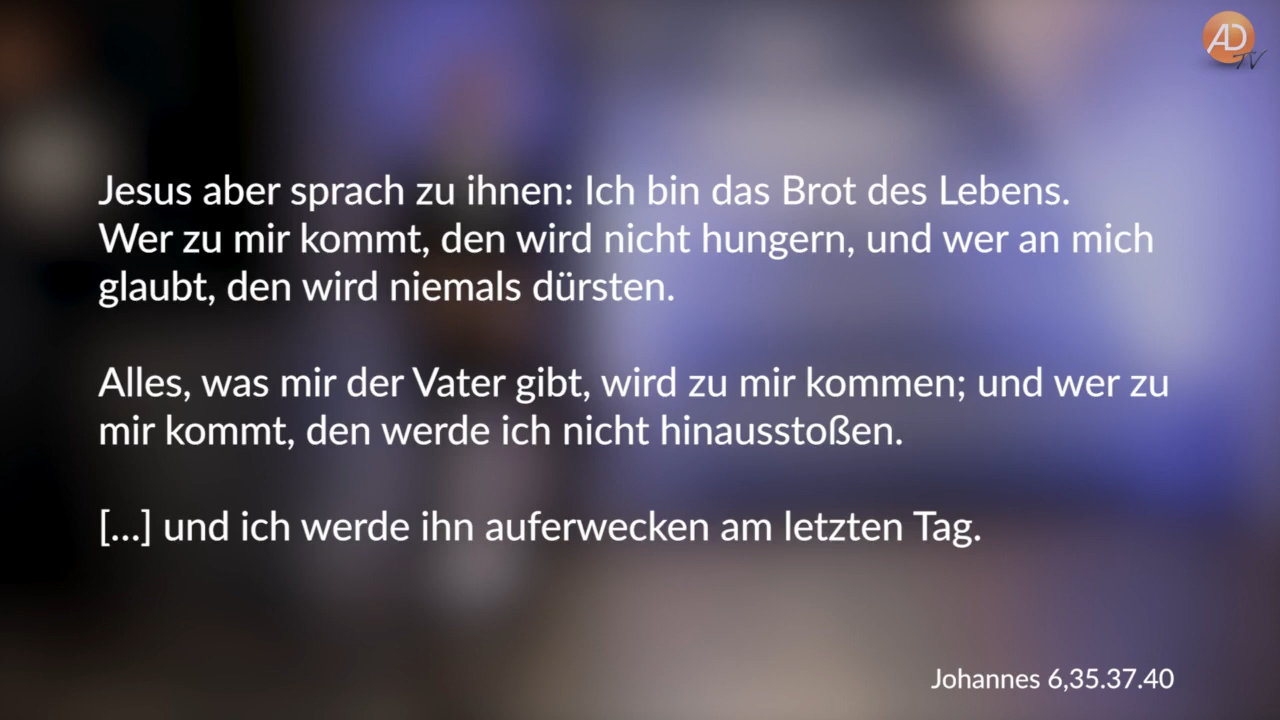 AD
TV
Jesus aber sprach zu ihnen: Ich bin das Brot des Lebens.
Wer zu mir kommt, den wird nicht hungern, und wer an mich
glaubt, den wird niemals dürsten.
Alles, was mir der Vater gibt, wird zu mir kommen; und wer zu
mir kommt, den werde ich nicht hinausstoßen.
[...] und ich werde ihn auferwecken am letzten Tag.
Johannes 6,35.37.40